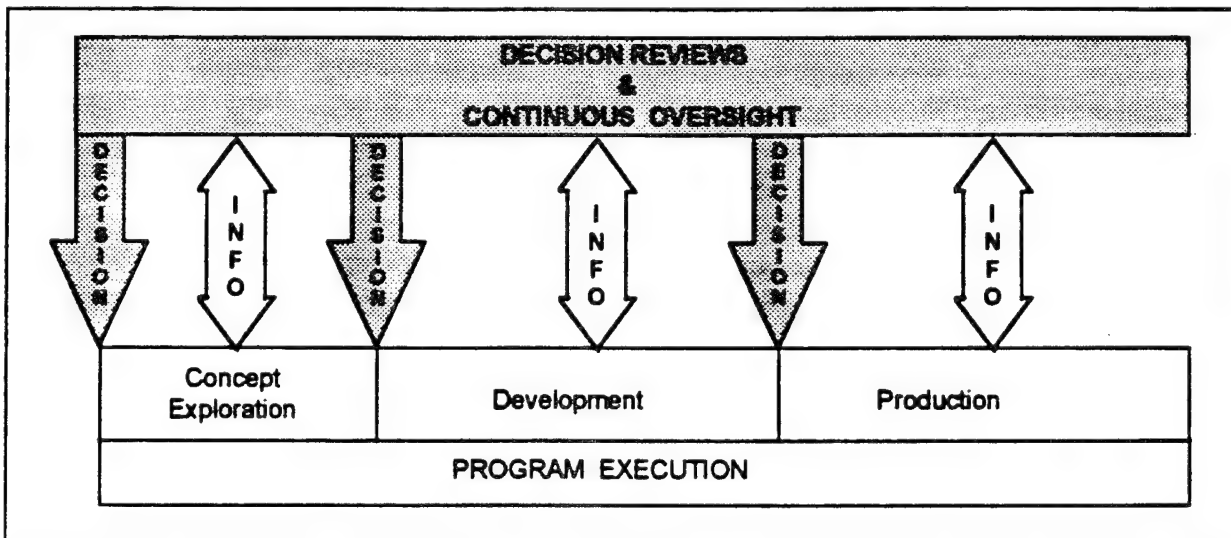 DECISION REVIEWS
&
CONTINUOUS OVERSIGHT
DECISION
INFO
DECISION
INFO
DECISION
INFO
Concept
Exploration
Development
Production
PROGRAM EXECUTION